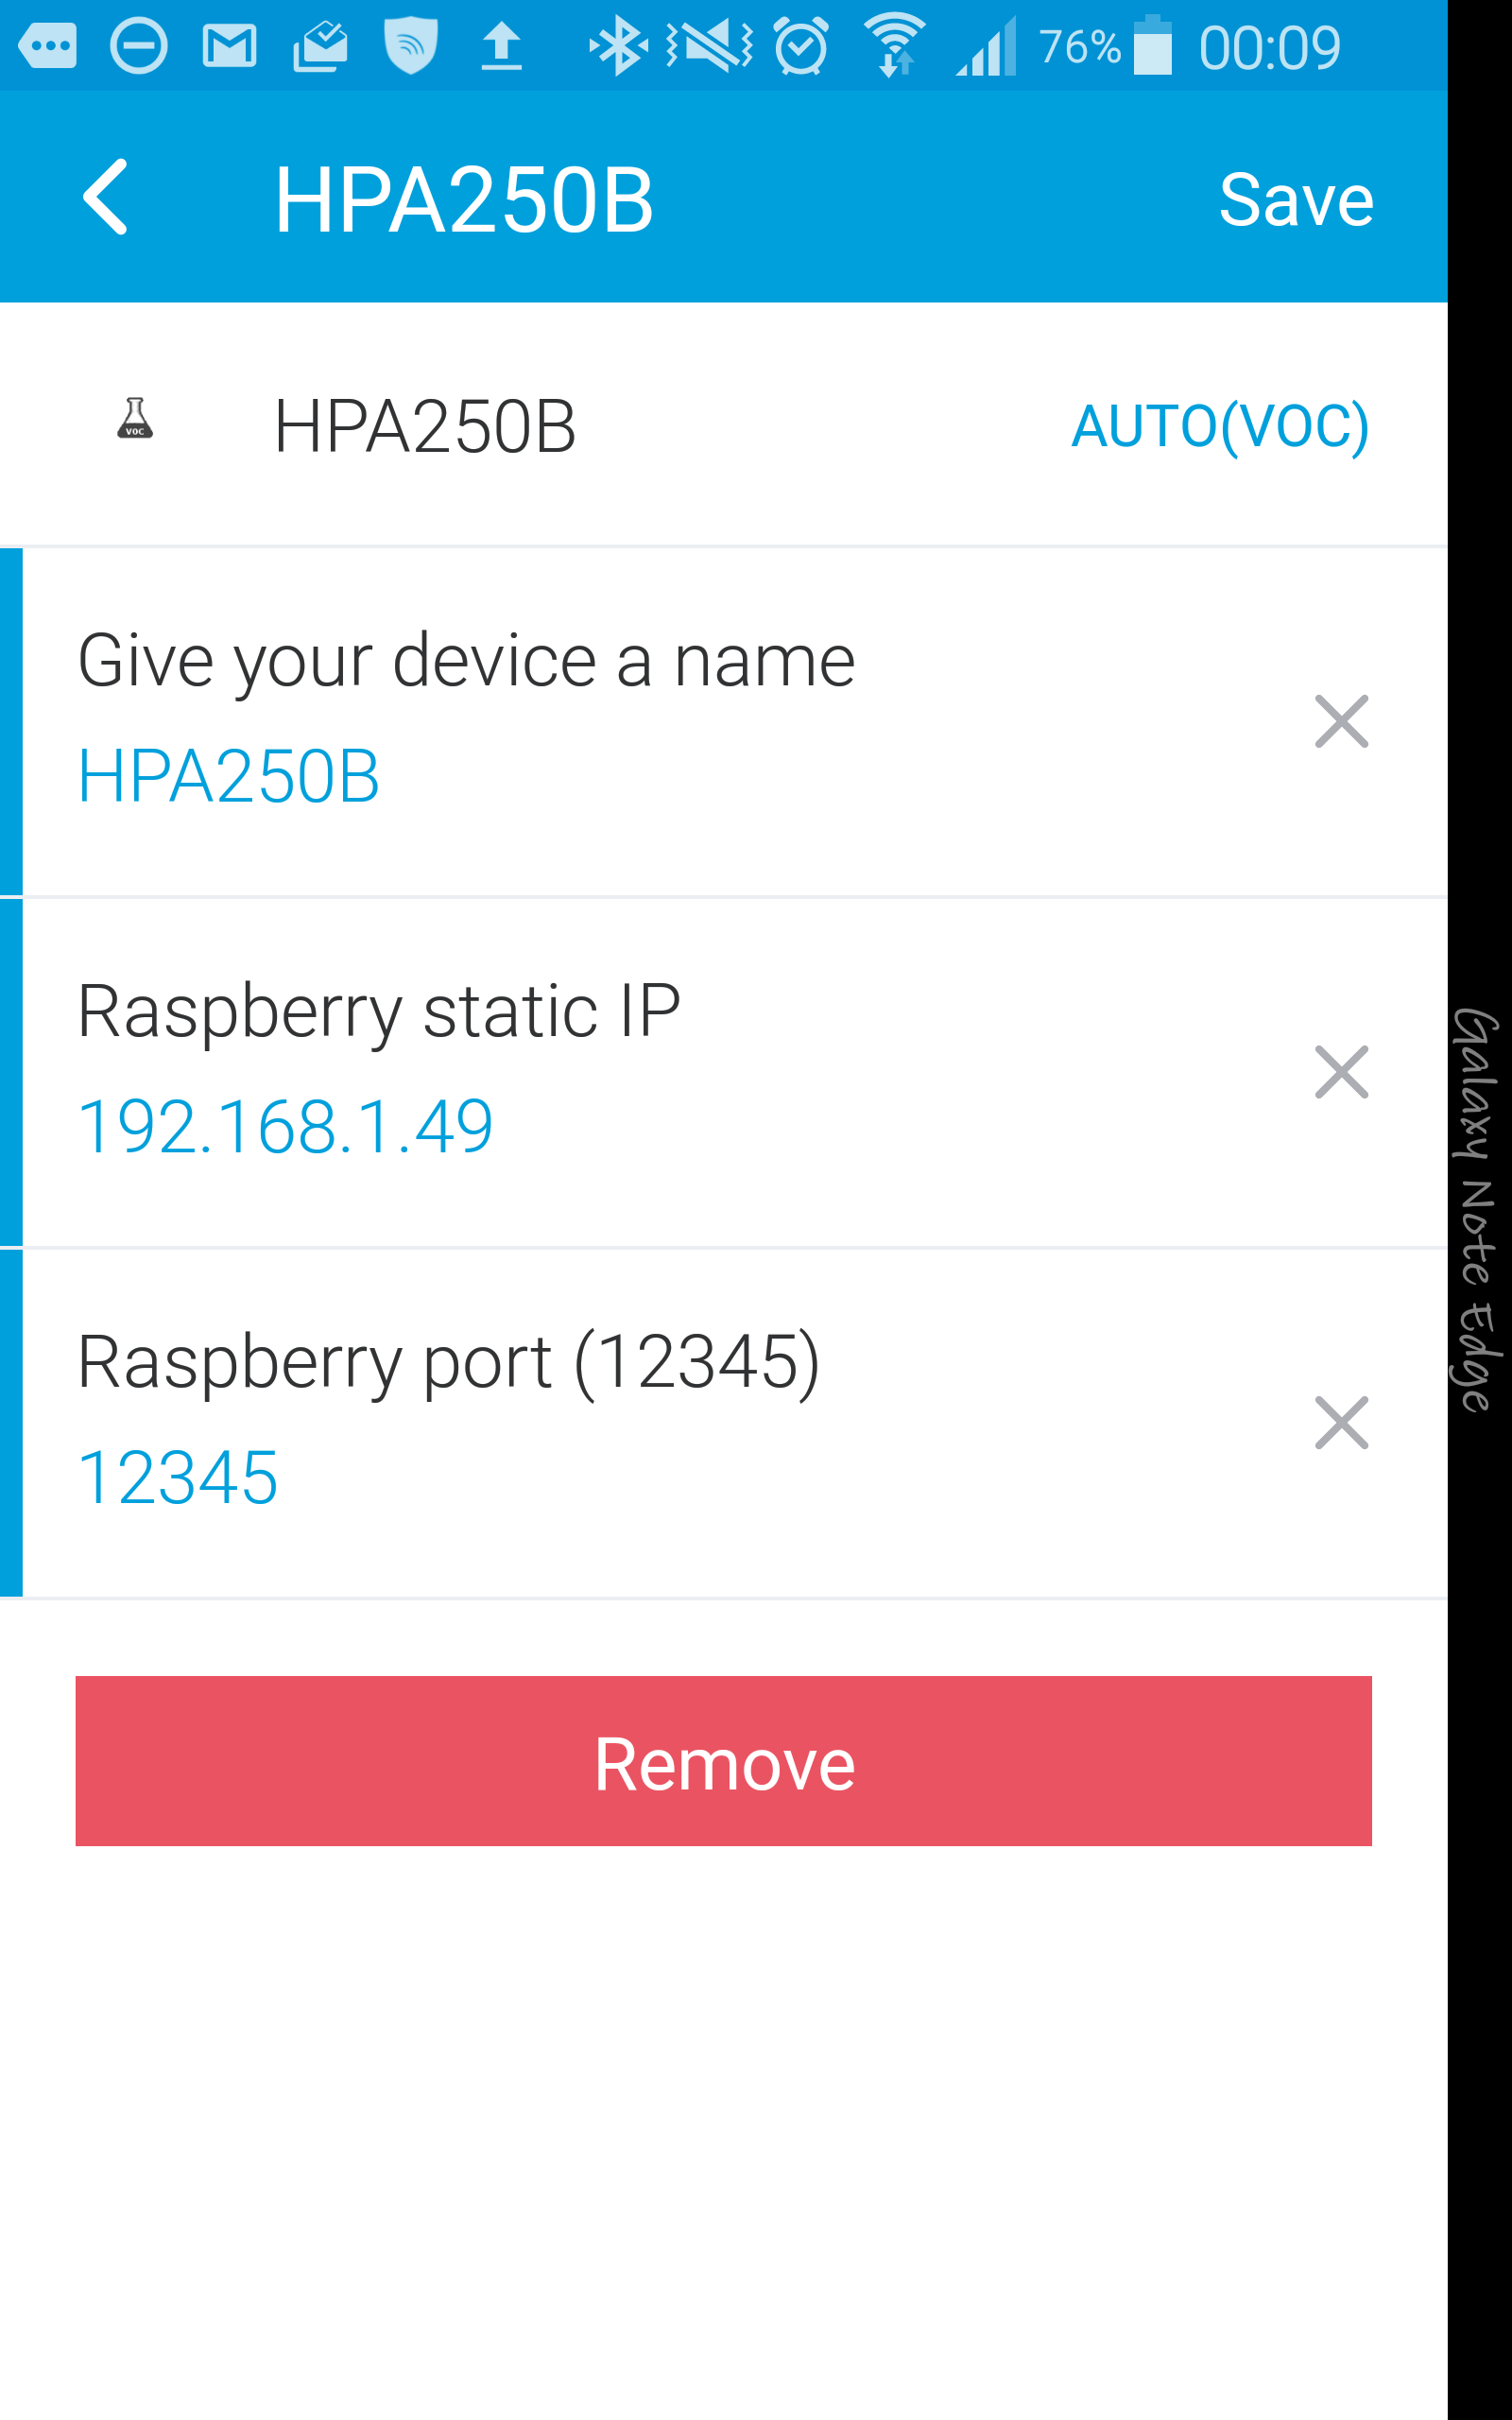 76% 00:09
HPA250B Save
voc HPA250B AUTO(VOC)
Give your device a name
HPA250B
Raspberry static IP
192.168.1.49
Raspberry port (12345)
12345
Remove
Galaxy Note Edge